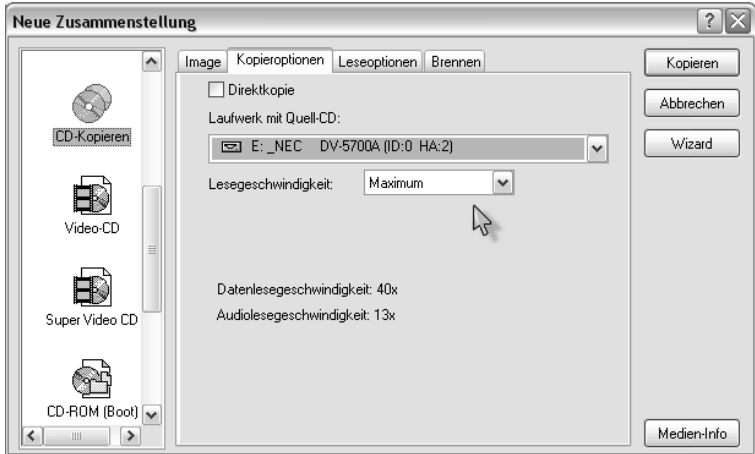 Neue Zusammenstellung
CD-Kopieren
Video-CD
Super Video CD
CD-ROM (Boot)
Image Kopieroptionen Leseoptionen Brennen
Direktkopie
Laufwerk mit Quell-CD:
E: _NEC DV-5700A (ID:0 HA:2)
Lesegeschwindigkeit: Maximum
Datenlesegeschwindigkeit: 40x
Audiolesegeschwindigkeit: 13x
Kopieren
Abbrechen
Wizard
Medien-Info